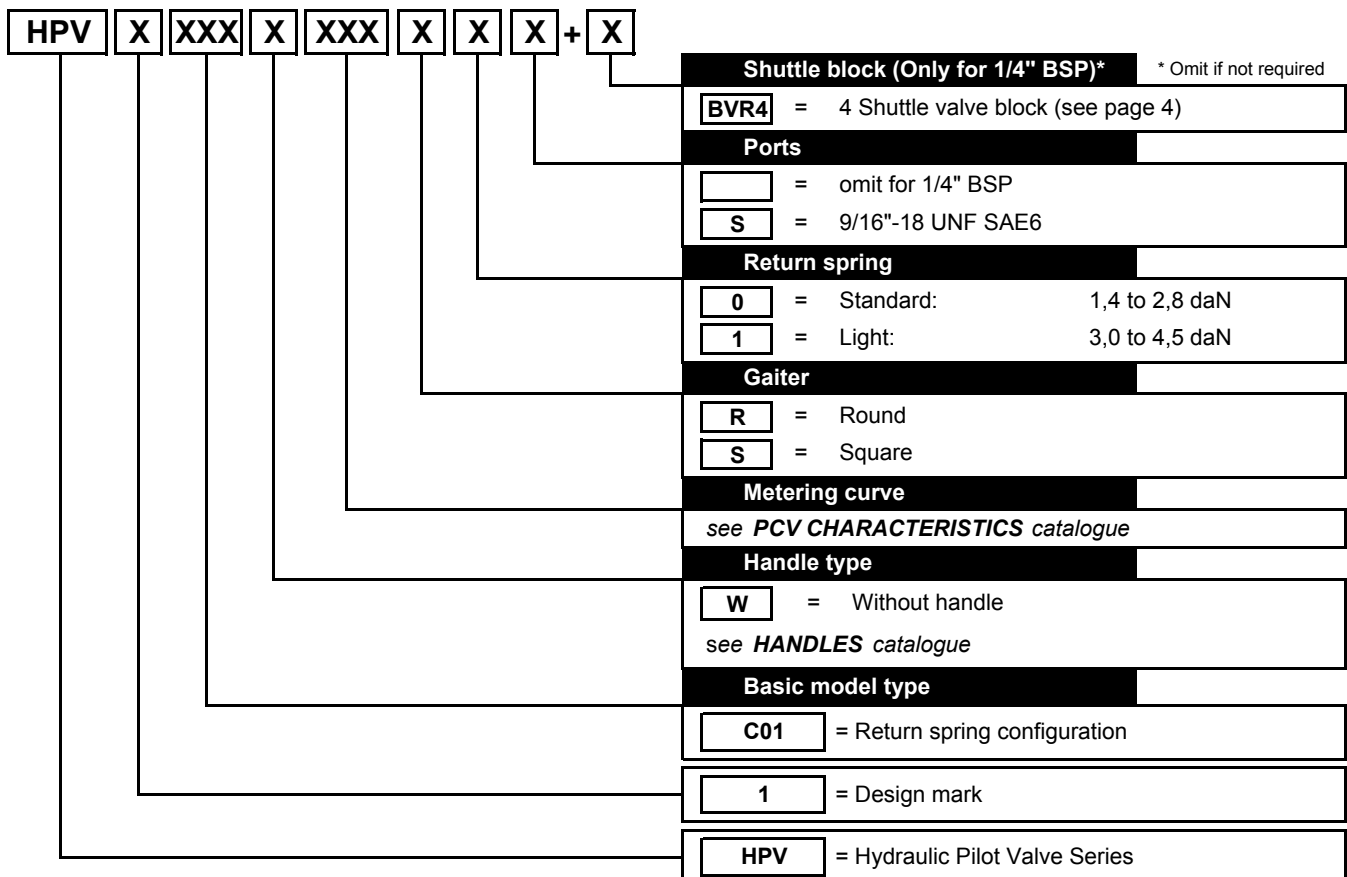 HPV X XXX X XXX X X X + X
Shuttle block (Only for 1/4" BSP)* * Omit if not required
BVR4 = 4 Shuttle valve block (see page 4)
Ports
= omit for 1/4" BSP
S = 9/16"-18 UNF SAE6
Return spring
0 = Standard: 1,4 to 2,8 daN
1 = Light: 3,0 to 4,5 daN
Gaiter
R = Round
S = Square
Metering curve
see PCV CHARACTERISTICS catalogue
Handle type
W = Without handle
see HANDLES catalogue
Basic model type
C01 = Return spring configuration
1 = Design mark
HPV = Hydraulic Pilot Valve Series